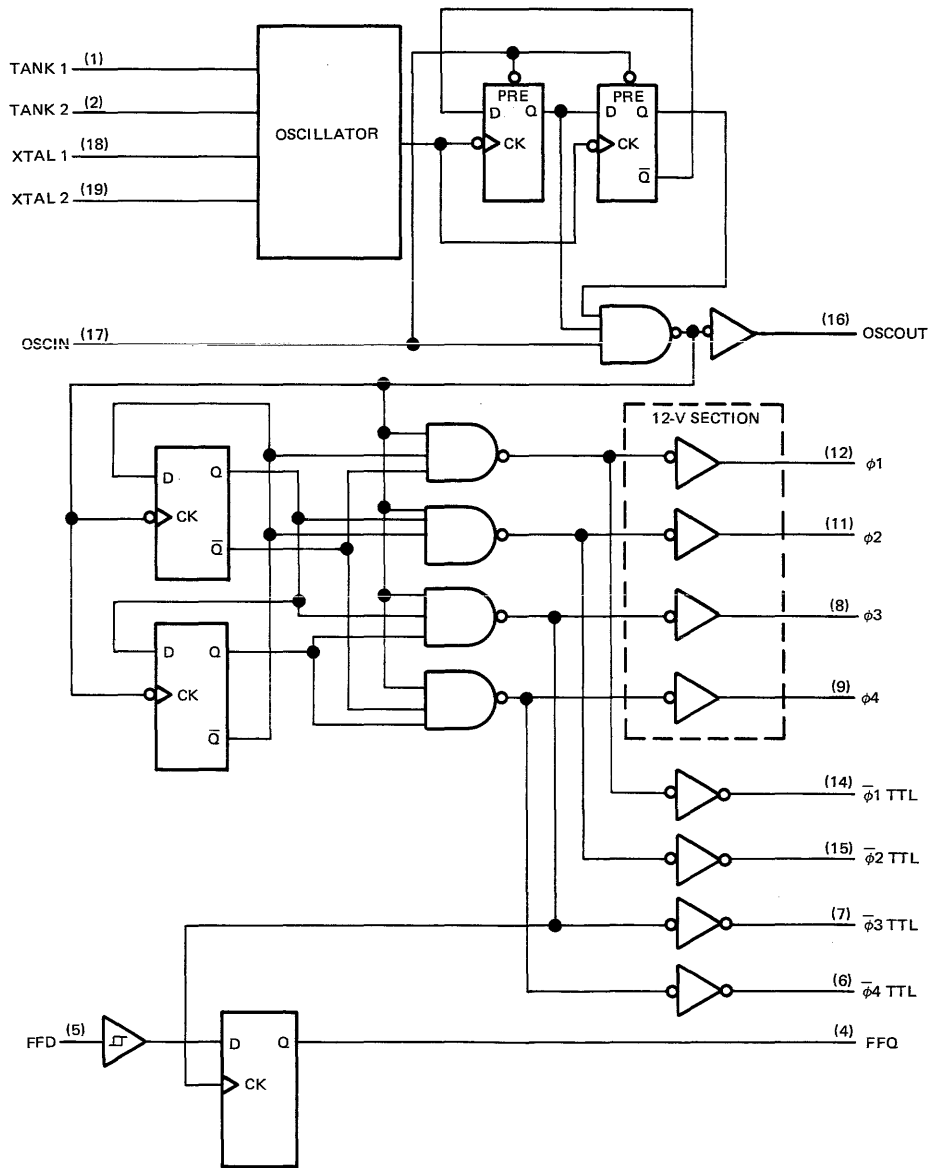 TANK 1 (1)
TANK 2 (2)
XTAL 1 (18)
XTAL 2 (19)
OSCILLATOR
PRE
D Q
CK
PRE
D Q
CK
Q̅
OSCIN (17)
(16) OSCOUT
12-V SECTION
D Q
CK
Q̅
D Q
CK
Q̅
(12) ϕ1
(11) ϕ2
(8) ϕ3
(9) ϕ4
(14) ϕ̅1 TTL
(15) ϕ̅2 TTL
(7) ϕ̅3 TTL
(6) ϕ̅4 TTL
FFD (5)
D Q
CK
(4) FFQ